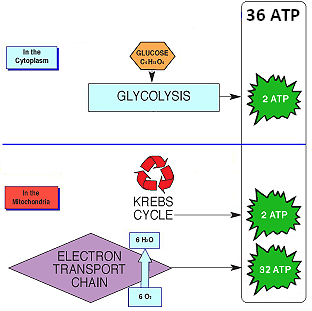 36 ATP
In the
Cytoplasm
GLUCOSE
C₆H₁₂O₆
GLYCOLYSIS
2 ATP
In the
Mitochondria
KREBS
CYCLE
2 ATP
6 H₂O
ELECTRON
TRANSPORT
CHAIN
32 ATP
6 O₂